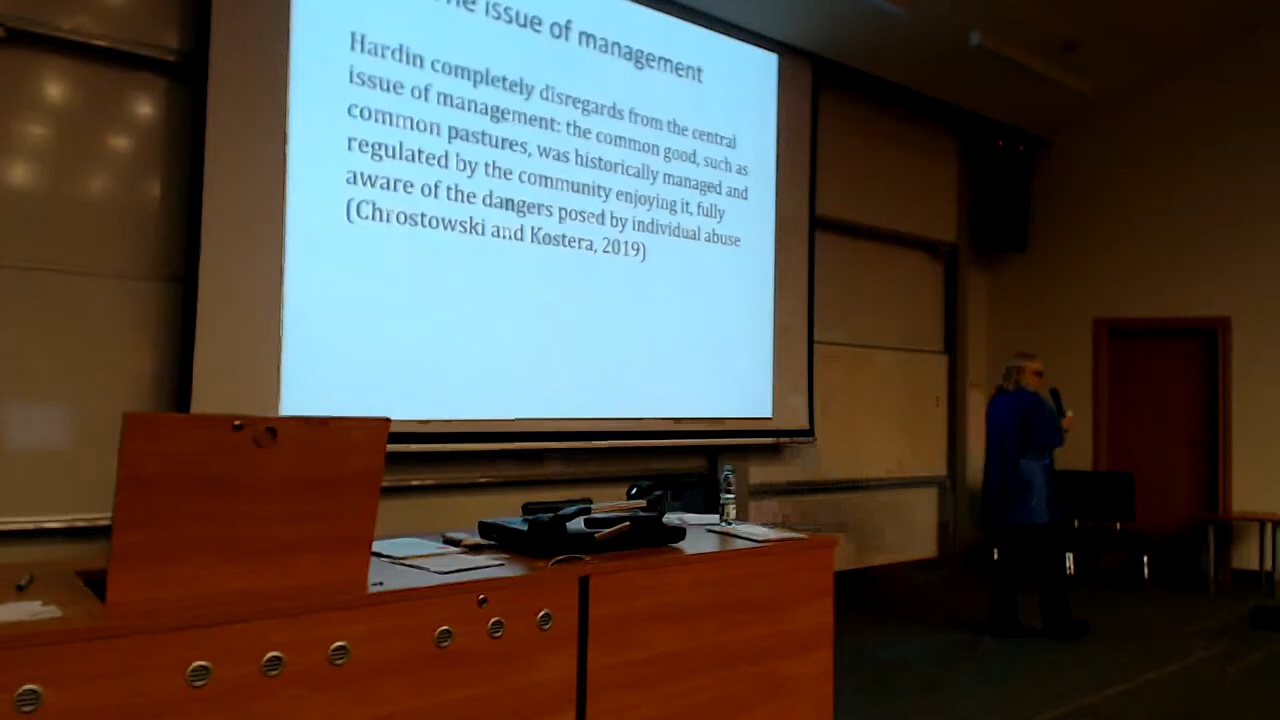 The issue of management
Hardin completely disregards from the central
issue of management: the common good, such as
common pastures, was historically managed and
regulated by the community enjoying it, fully
aware of the dangers posed by individual abuse
(Chrostowski and Kostera, 2019)